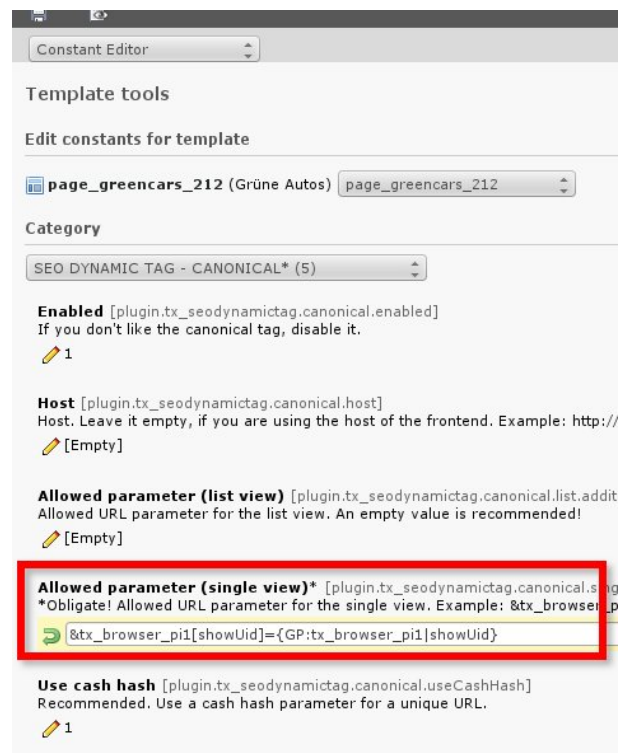 Constant Editor
Template tools
Edit constants for template
page_greencars_212 (Grüne Autos) page_greencars_212
Category
SEO DYNAMIC TAG - CANONICAL* (5)
Enabled [plugin.tx_seodynamictag.canonical.enabled]
If you don't like the canonical tag, disable it.
1
Host [plugin.tx_seodynamictag.canonical.host]
Host. Leave it empty, if you are using the host of the frontend. Example: http://
[Empty]
Allowed parameter (list view) [plugin.tx_seodynamictag.canonical.list.addit
Allowed URL parameter for the list view. An empty value is recommended!
[Empty]
Allowed parameter (single view)* [plugin.tx_seodynamictag.canonical.sing
*Obligate! Allowed URL parameter for the single view. Example: &tx_browser_p
&tx_browser_pi1[showUid]={GP:tx_browser_pi1|showUid}
Use cash hash [plugin.tx_seodynamictag.canonical.useCashHash]
Recommended. Use a cash hash parameter for a unique URL.
1